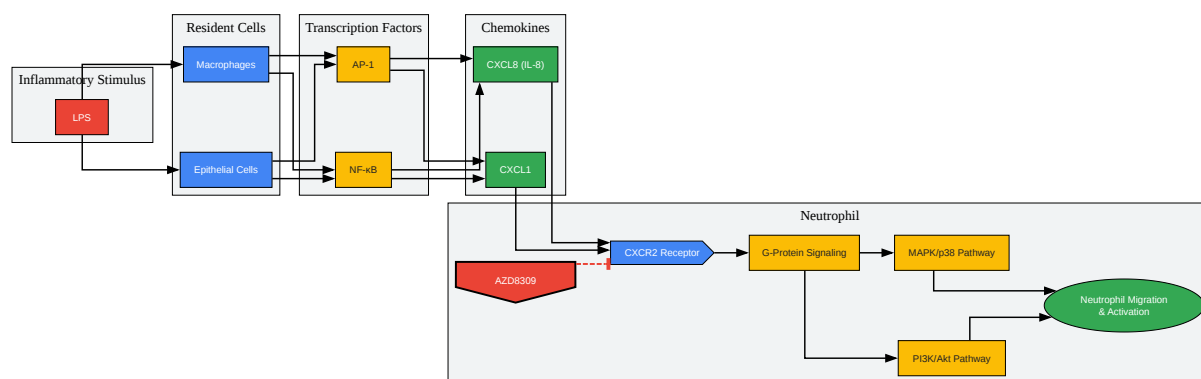 Inflammatory Stimulus
LPS
Resident Cells
Macrophages
Epithelial Cells
Transcription Factors
AP-1
NF-κB
Chemokines
CXCL8 (IL-8)
CXCL1
Neutrophil
AZD8309
CXCR2 Receptor
G-Protein Signaling
MAPK/p38 Pathway
PI3K/Akt Pathway
Neutrophil Migration
& Activation